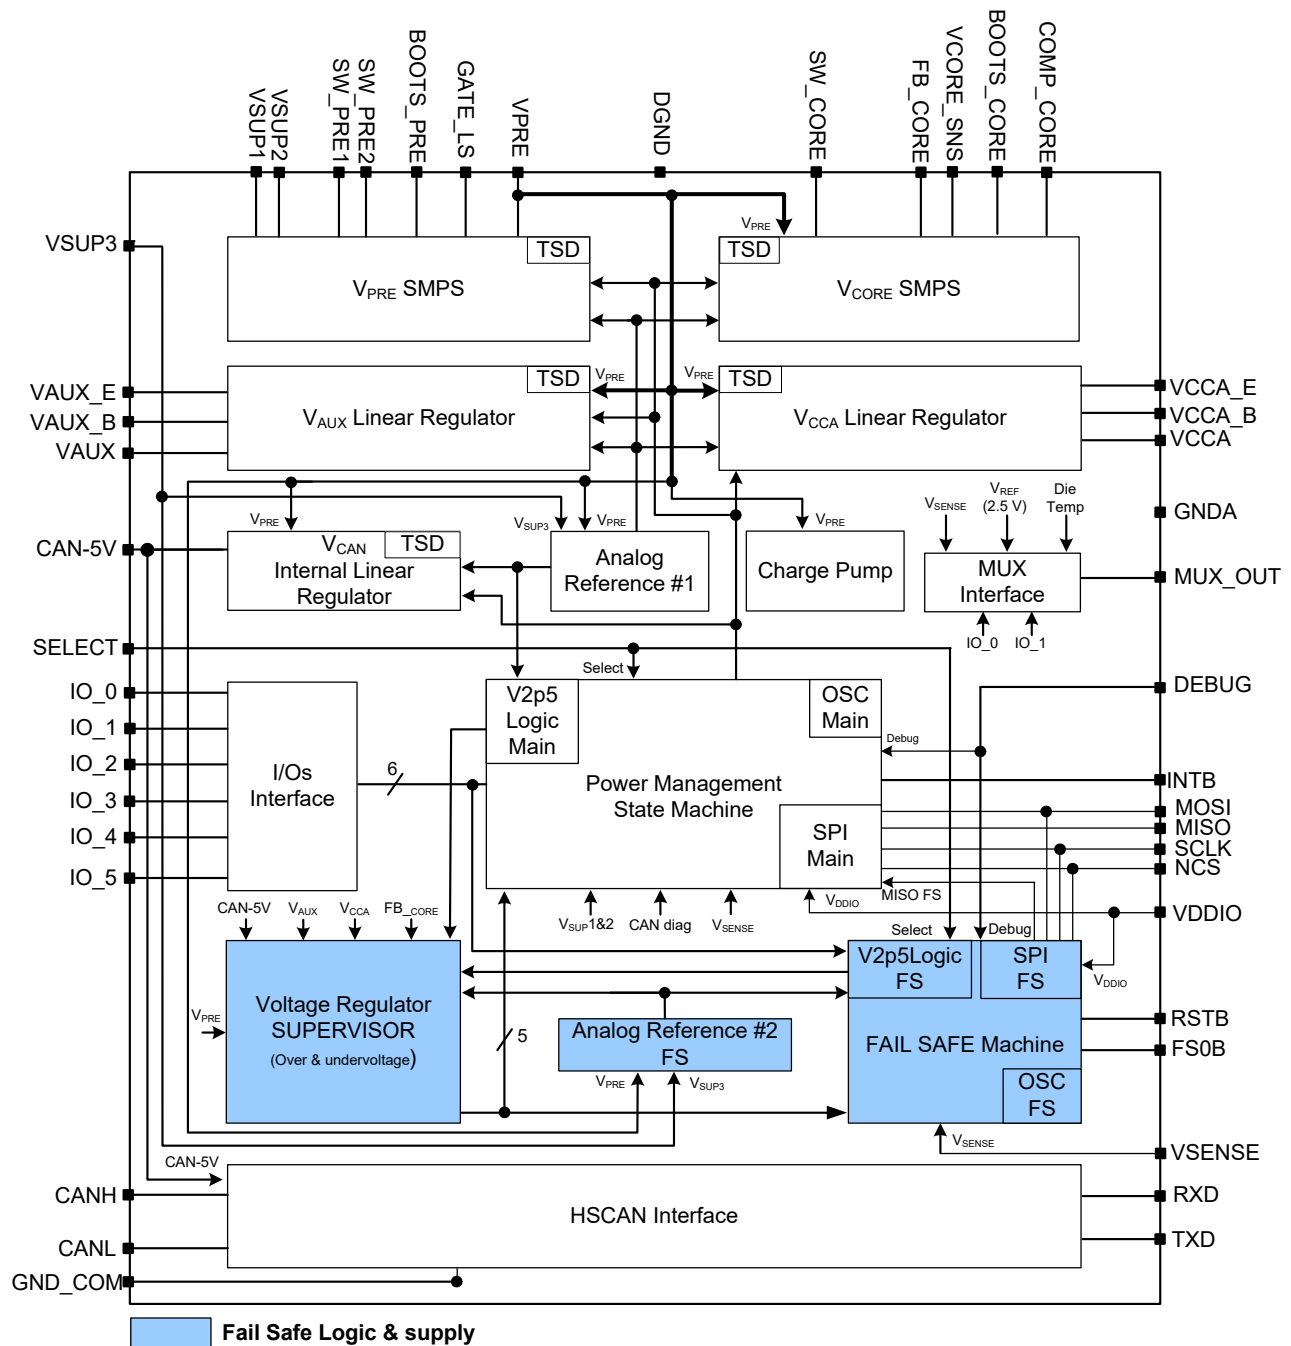 VSUP1
VSUP2
SW_PRE1
SW_PRE2
BOOTS_PRE
GATE_LS
VPRE
DGND
SW_CORE
FB_CORE
VCORE_SNS
BOOTS_CORE
COMP_CORE
VSUP3
TSD
VPRE SMPS
VPRE
TSD
VCORE SMPS
VAUX_E
VAUX_B
VAUX
TSD
VAUX Linear Regulator
VPRE
VPRE
TSD
VCCA Linear Regulator
VCCA_E
VCCA_B
VCCA
VPRE
VSUP3
VPRE
VPRE
VSENSE
VREF
(2.5 V)
Die
Temp
GNDA
CAN-5V
VCAN
TSD
Internal Linear
Regulator
Analog
Reference #1
Charge Pump
MUX
Interface
MUX_OUT
IO_0
IO_1
SELECT
Select
IO_0
IO_1
IO_2
IO_3
IO_4
IO_5
I/Os
Interface
6
V2p5
Logic
Main
OSC
Main
Power Management
State Machine
SPI
Main
Debug
DEBUG
INTB
MOSI
MISO
SCLK
NCS
MISO FS
VDDIO
VDDIO
CAN-5V
VAUX
VCCA
FB_CORE
VSUP1&2
CAN diag
VSENSE
Select
Debug
VPRE
Voltage Regulator
SUPERVISOR
(Over & undervoltage)
5
Analog Reference #2
FS
VPRE
VSUP3
V2p5Logic
FS
SPI
FS
VDDIO
FAIL SAFE Machine
OSC
FS
RSTB
FS0B
VSENSE
VSENSE
CAN-5V
CANH
CANL
GND_COM
HSCAN Interface
RXD
TXD
Fail Safe Logic & supply